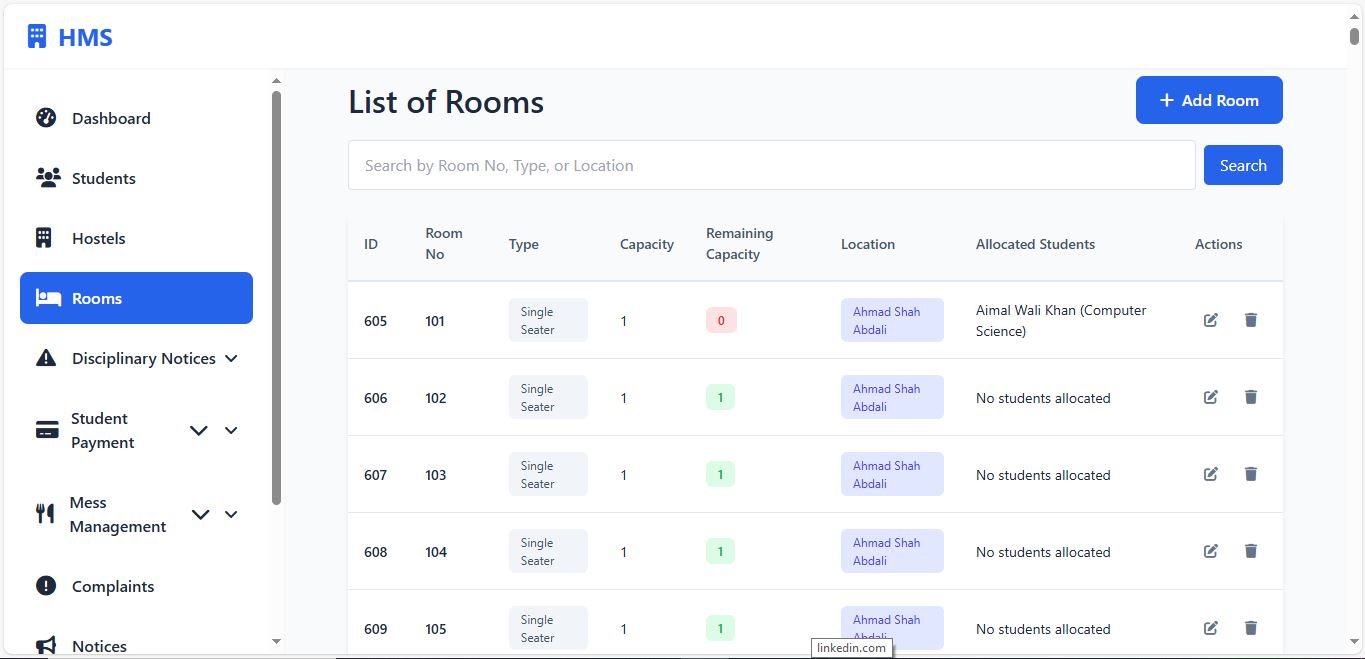 HMS
Dashboard
Students
Hostels
Rooms
Disciplinary Notices
Student
Payment
Mess
Management
Complaints
Notices
List of Rooms
+ Add Room
Search by Room No, Type, or Location
Search
ID Room No Type Capacity Remaining Capacity Location Allocated Students Actions
605 101 Single Seater 1 0 Ahmad Shah Abdali Aimal Wali Khan (Computer Science)
606 102 Single Seater 1 1 Ahmad Shah Abdali No students allocated
607 103 Single Seater 1 1 Ahmad Shah Abdali No students allocated
608 104 Single Seater 1 1 Ahmad Shah Abdali No students allocated
609 105 Single Seater 1 1 Ahmad Shah Abdali No students allocated
linkedin.com